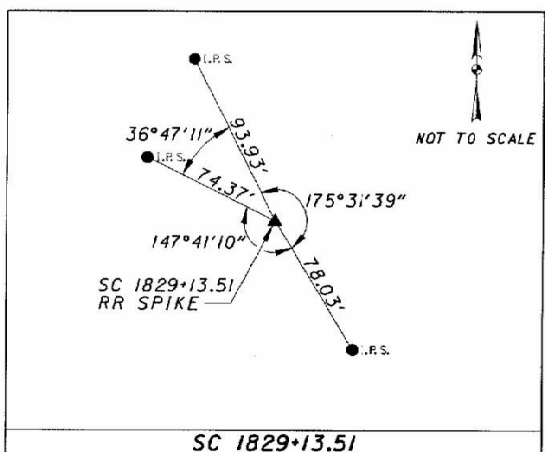 I.P.S.
NOT TO SCALE
36°47'11"
93.93'
I.P.S.
74.37'
175°31'39"
147°41'10"
78.03'
SC 1829+13.51
RR SPIKE
I.P.S.
SC 1829+13.51